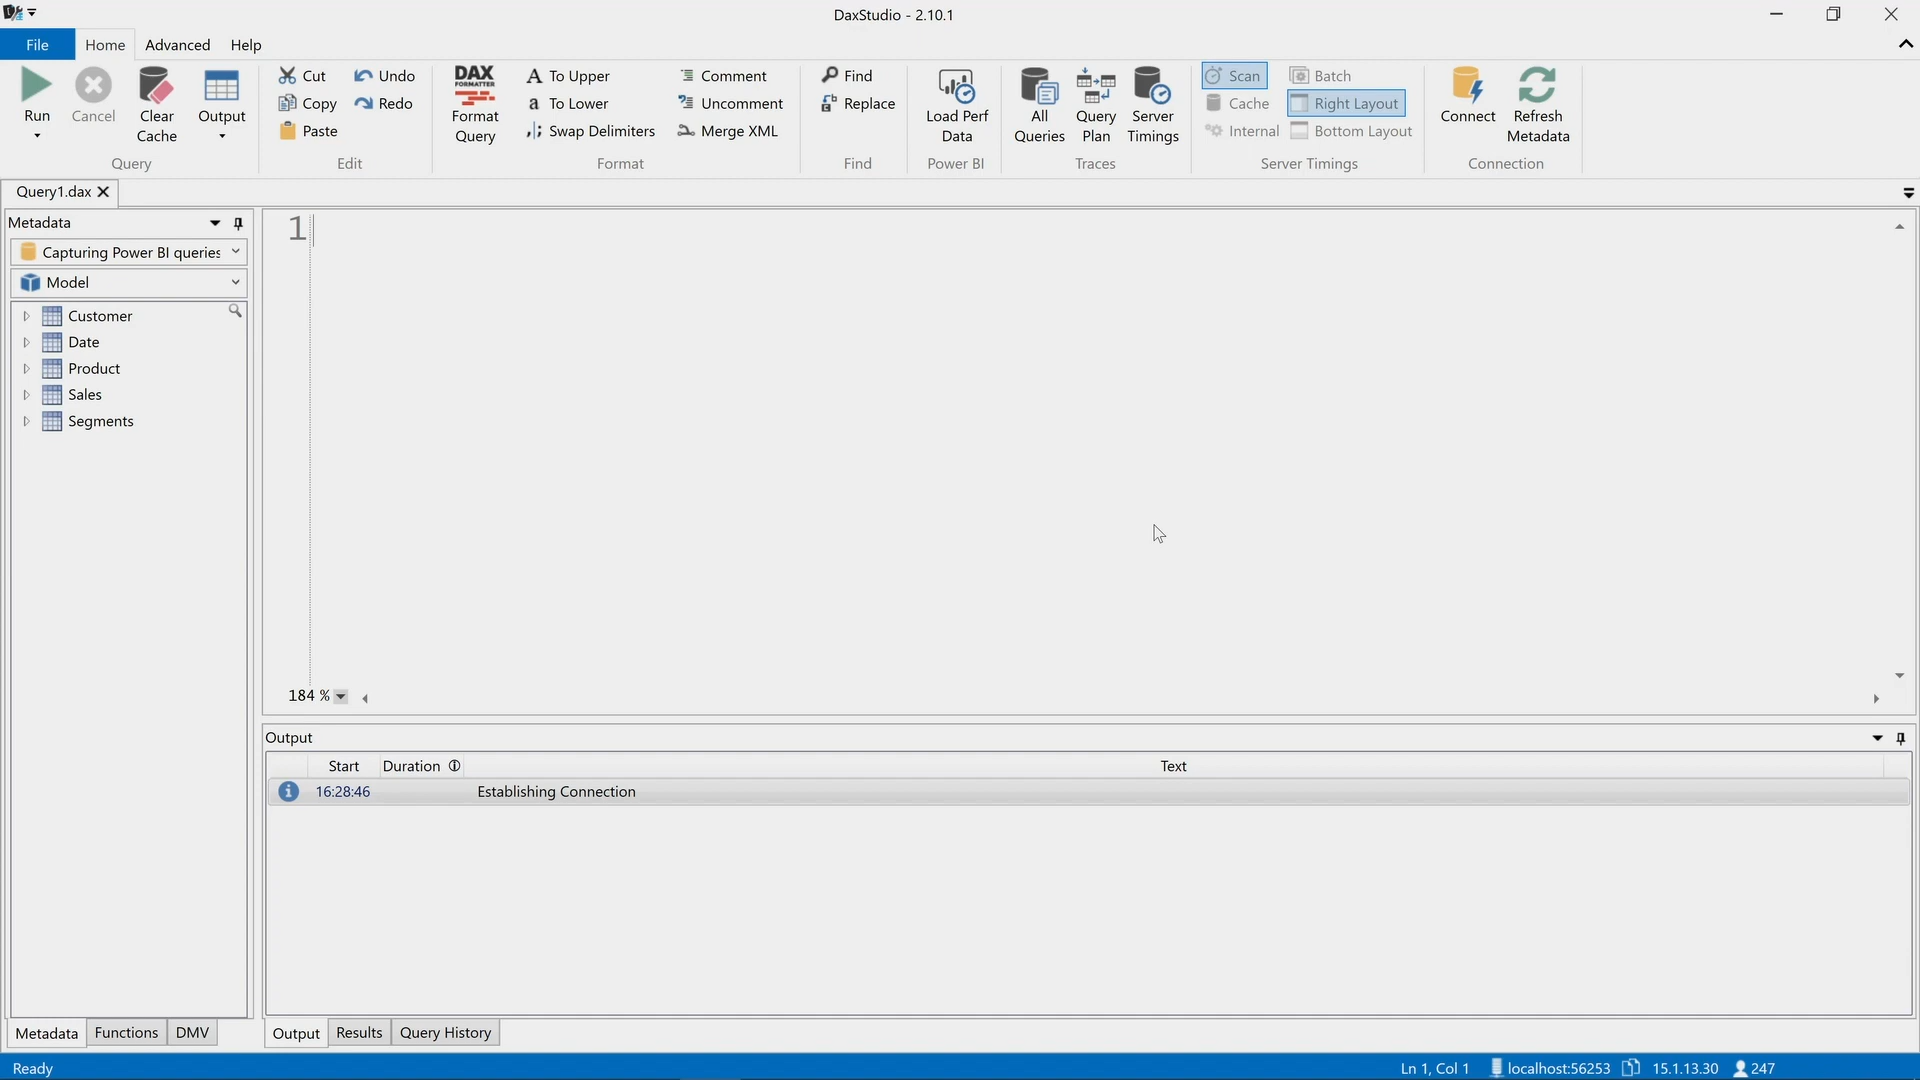 DaxStudio - 2.10.1
File Home Advanced Help
Run
Cancel
Clear Cache
Output
Query
Cut
Copy
Paste
Undo
Redo
Edit
DAX
FORMATTER
Format Query
A To Upper
a To Lower
Swap Delimiters
Comment
Uncomment
Merge XML
Format
Find
Replace
Find
Load Perf Data
Power BI
All Queries
Query Plan
Server Timings
Traces
Scan
Cache
Internal
Batch
Right Layout
Bottom Layout
Server Timings
Connect
Refresh Metadata
Connection
Query1.dax
Metadata
Capturing Power BI queries
Model
Customer
Date
Product
Sales
Segments
1
184 %
Output
Start Duration Text
16:28:46 Establishing Connection
Metadata Functions DMV
Output Results Query History
Ready
Ln 1, Col 1 localhost:56253 15.1.13.30 247